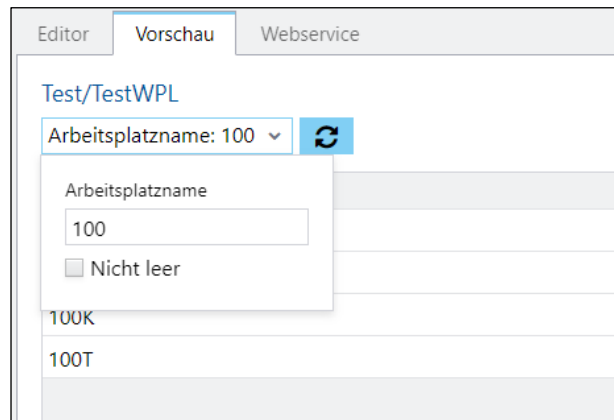 Editor Vorschau Webservice
Test/TestWPL
Arbeitsplatzname: 100
Arbeitsplatzname
100
Nicht leer
100K
100T